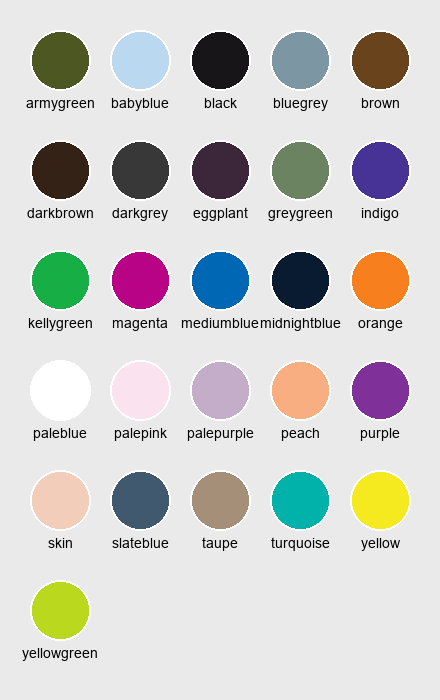 armygreen babyblue black bluegrey brown
darkbrown darkgrey eggplant greygreen indigo
kellygreen magenta mediumblue midnightblue orange
paleblue palepink palepurple peach purple
skin slateblue taupe turquoise yellow
yellowgreen